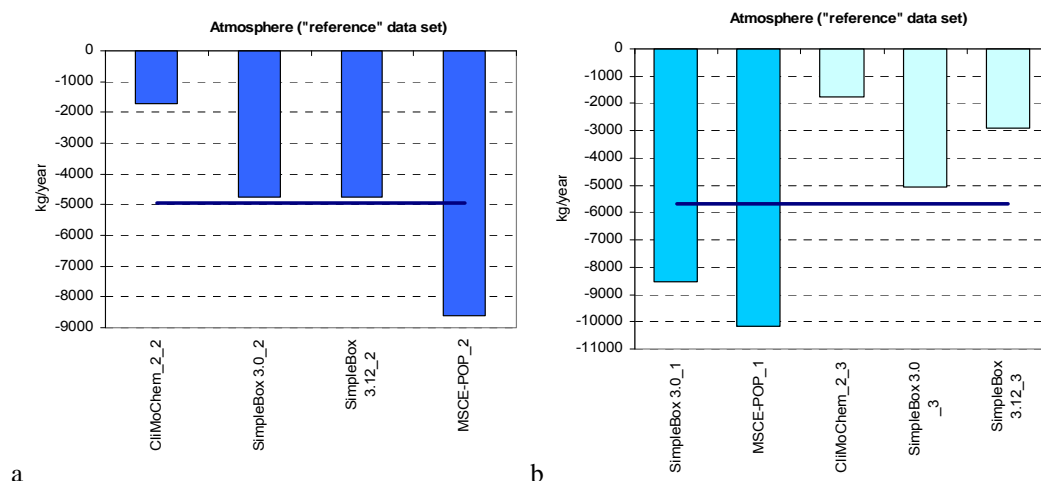 Atmosphere ("reference" data set)
0
-1000
-2000
-3000
-4000
-5000
-6000
-7000
-8000
-9000
kg/year
CliMoChem_2_2
SimpleBox 3.0_2
SimpleBox
3.12_2
MSCE-POP_2
a
Atmosphere ("reference" data set)
0
-1000
-2000
-3000
-4000
-5000
-6000
-7000
-8000
-9000
-10000
-11000
kg/year
SimpleBox 3.0_1
MSCE-POP_1
CliMoChem_2_3
SimpleBox 3.0
_3
SimpleBox
3.12_3
b